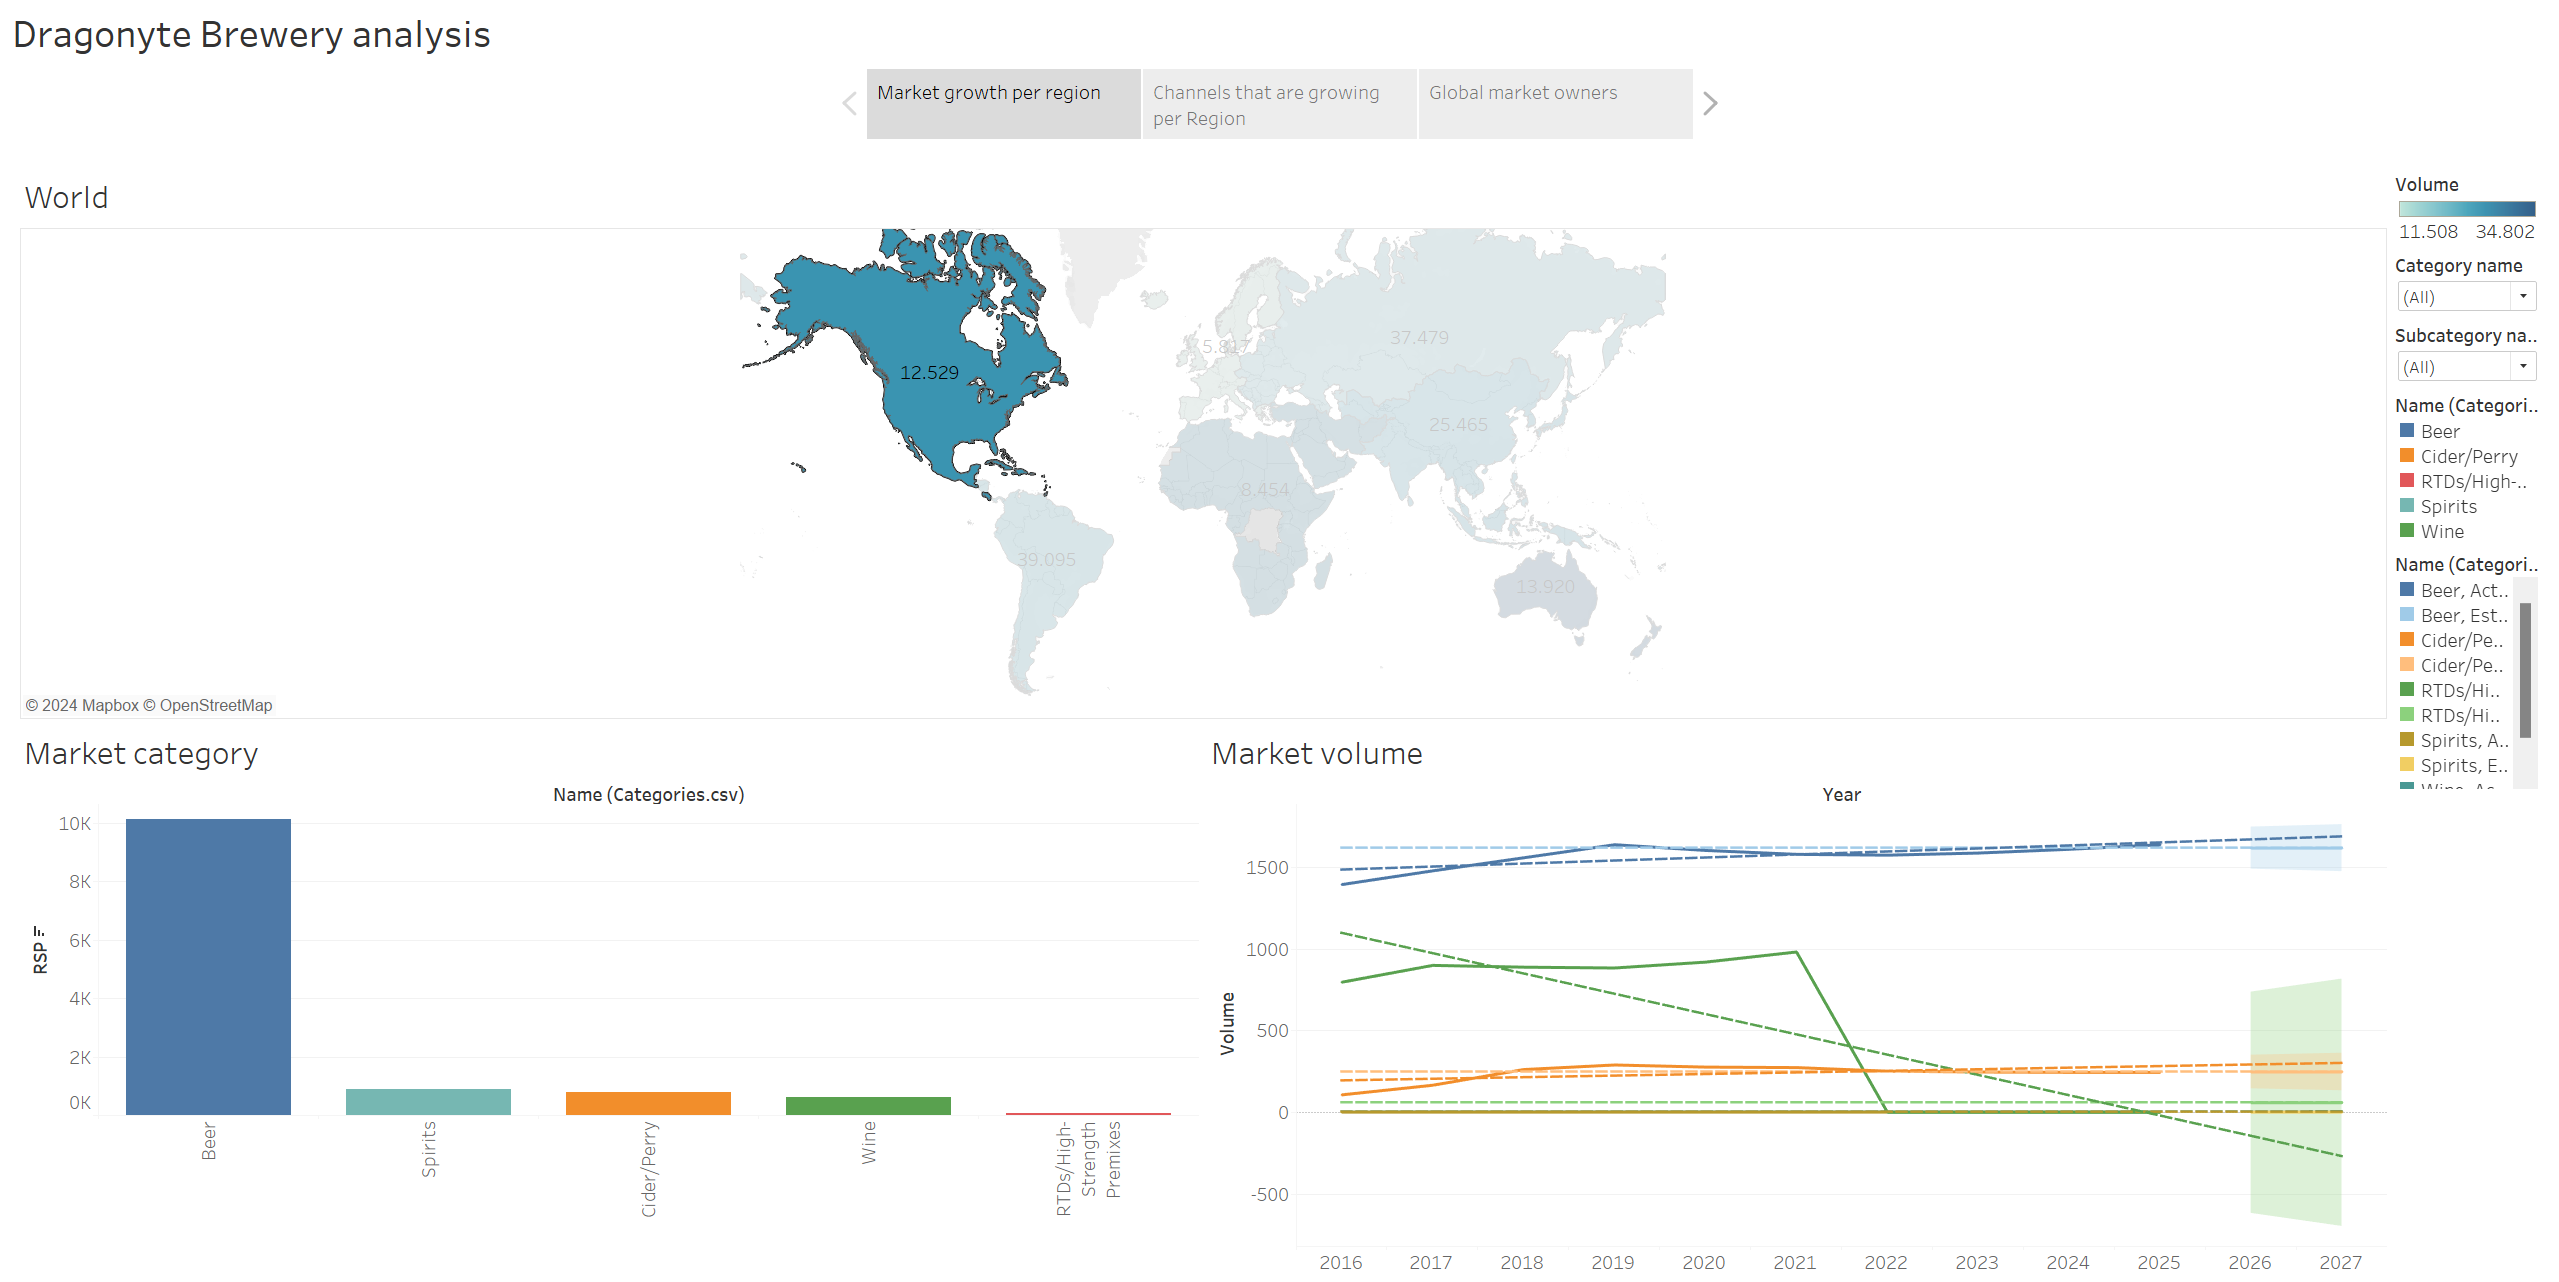 Dragonyte Brewery analysis
Market growth per region
Channels that are growing
per Region
Global market owners
World
12.529
5.817
37.479
25.465
8.454
39.095
13.920
© 2024 Mapbox © OpenStreetMap
Volume
11.508 34.802
Category name
(All)
Subcategory na..
(All)
Name (Categori..
Beer
Cider/Perry
RTDs/High-..
Spirits
Wine
Name (Categori..
Beer, Act..
Beer, Est..
Cider/Pe..
Cider/Pe..
RTDs/Hi..
RTDs/Hi..
Spirits, A..
Spirits, E..
Market category
Name (Categories.csv)
RSP
10K
8K
6K
4K
2K
0K
Beer
Spirits
Cider/Perry
Wine
RTDs/High-
Strength
Premixes
Market volume
Year
Volume
1500
1000
500
0
-500
2016 2017 2018 2019 2020 2021 2022 2023 2024 2025 2026 2027